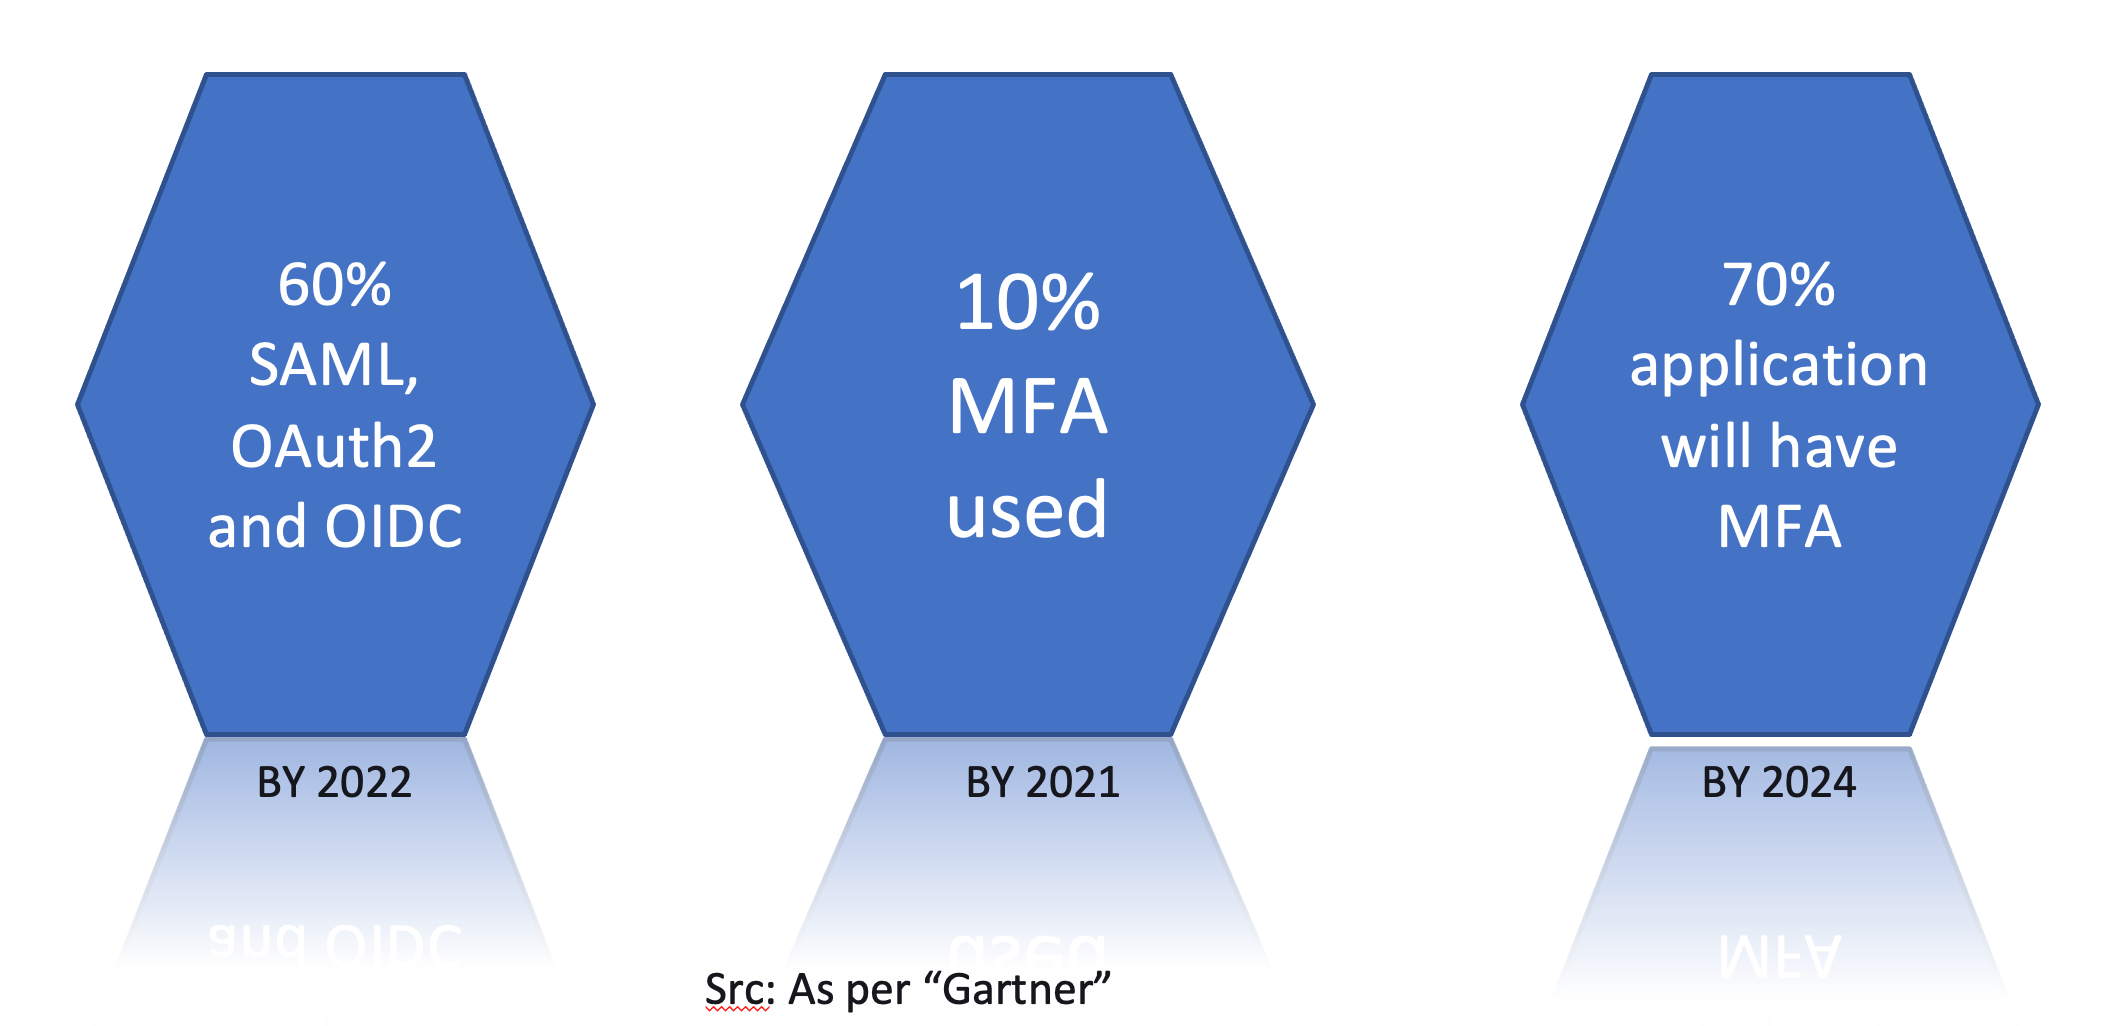 60%
SAML,
OAuth2
and OIDC
BY 2022
10%
MFA
used
BY 2021
70%
application
will have
MFA
BY 2024
Src: As per “Gartner”